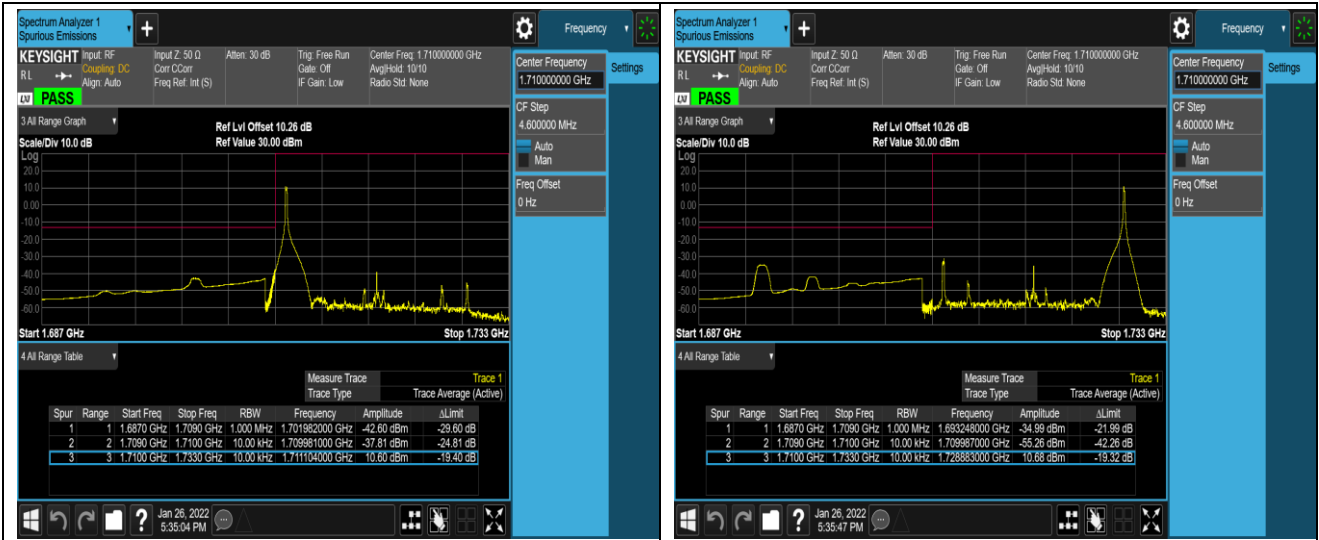 Spectrum Analyzer 1
Spurious Emissions
+
Frequency
KEYSIGHT Input: RF Input Z: 50 Ω Atten: 30 dB Trig: Free Run Center Freq: 1.710000000 GHz
RL Coupling: DC Corr CCorr Gate: Off Avg|Hold: 10/10
Align: Auto Freq Ref: Int (S) IF Gain: Low Radio Std: None
LXI PASS
Center Frequency
1.710000000 GHz
Settings
CF Step
4.600000 MHz
Auto
Man
Freq Offset
0 Hz
3 All Range Graph
Ref Lvl Offset 10.26 dB
Scale/Div 10.0 dB Ref Value 30.00 dBm
Log
20.0
10.0
0.00
-10.0
-20.0
-30.0
-40.0
-50.0
-60.0
Start 1.687 GHz Stop 1.733 GHz
4 All Range Table
Measure Trace Trace 1
Trace Type Trace Average (Active)
Spur Range Start Freq Stop Freq RBW Frequency Amplitude ΔLimit
1 1 1.6870 GHz 1.7090 GHz 1.000 MHz 1.701982000 GHz -42.60 dBm -29.60 dB
2 2 1.7090 GHz 1.7100 GHz 10.00 kHz 1.709981000 GHz -37.81 dBm -24.81 dB
3 3 1.7100 GHz 1.7330 GHz 10.00 kHz 1.711104000 GHz 10.60 dBm -19.40 dB
?
Jan 26, 2022
5:35:04 PM
Spectrum Analyzer 1
Spurious Emissions
+
Frequency
KEYSIGHT Input: RF Input Z: 50 Ω Atten: 30 dB Trig: Free Run Center Freq: 1.710000000 GHz
RL Coupling: DC Corr CCorr Gate: Off Avg|Hold: 10/10
Align: Auto Freq Ref: Int (S) IF Gain: Low Radio Std: None
LXI PASS
Center Frequency
1.710000000 GHz
Settings
CF Step
4.600000 MHz
Auto
Man
Freq Offset
0 Hz
3 All Range Graph
Ref Lvl Offset 10.26 dB
Scale/Div 10.0 dB Ref Value 30.00 dBm
Log
20.0
10.0
0.00
-10.0
-20.0
-30.0
-40.0
-50.0
-60.0
Start 1.687 GHz Stop 1.733 GHz
4 All Range Table
Measure Trace Trace 1
Trace Type Trace Average (Active)
Spur Range Start Freq Stop Freq RBW Frequency Amplitude ΔLimit
1 1 1.6870 GHz 1.7090 GHz 1.000 MHz 1.693248000 GHz -34.99 dBm -21.99 dB
2 2 1.7090 GHz 1.7100 GHz 10.00 kHz 1.709987000 GHz -55.26 dBm -42.26 dB
3 3 1.7100 GHz 1.7330 GHz 10.00 kHz 1.728883000 GHz 10.68 dBm -19.32 dB
?
Jan 26, 2022
5:35:47 PM